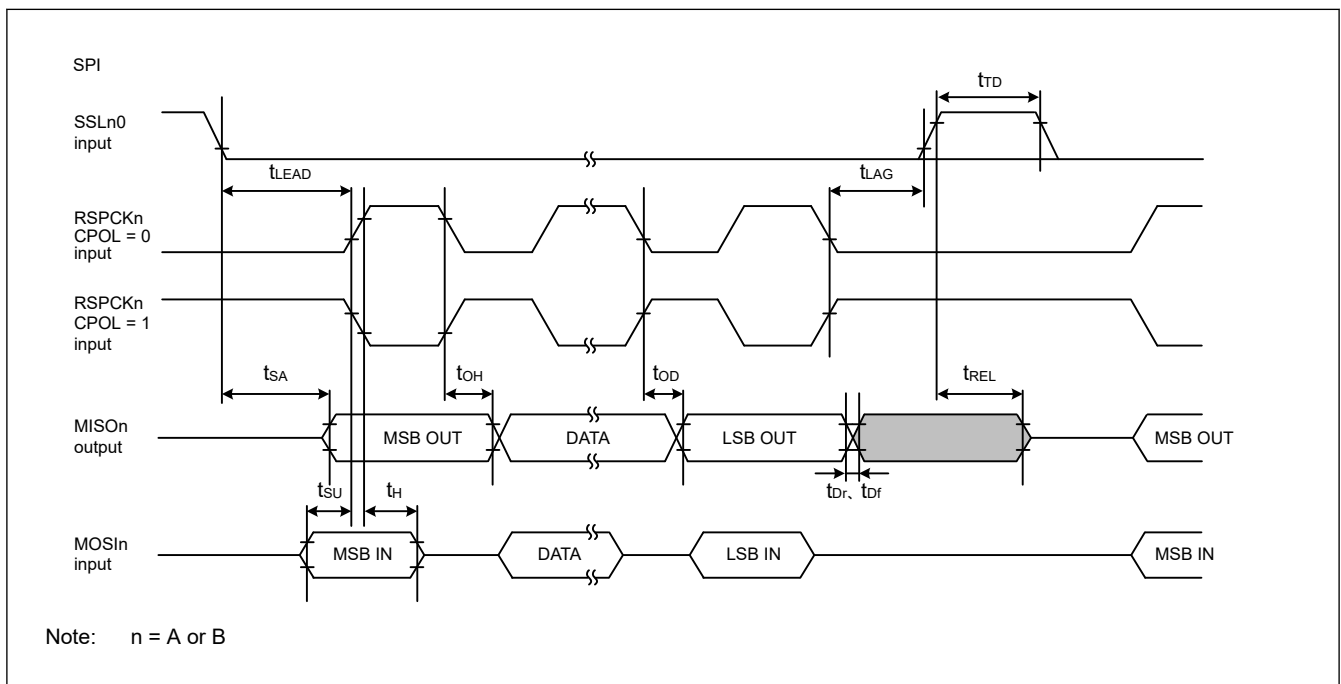 SPI
tTD
SSLn0
input
tLEAD
tLAG
RSPCKn
CPOL = 0
input
RSPCKn
CPOL = 1
input
tSA
tOH
tOD
tREL
MISOn
output
MSB OUT
DATA
LSB OUT
MSB OUT
tSU
tH
tDr、 tDf
MOSIn
input
MSB IN
DATA
LSB IN
MSB IN
Note: n = A or B